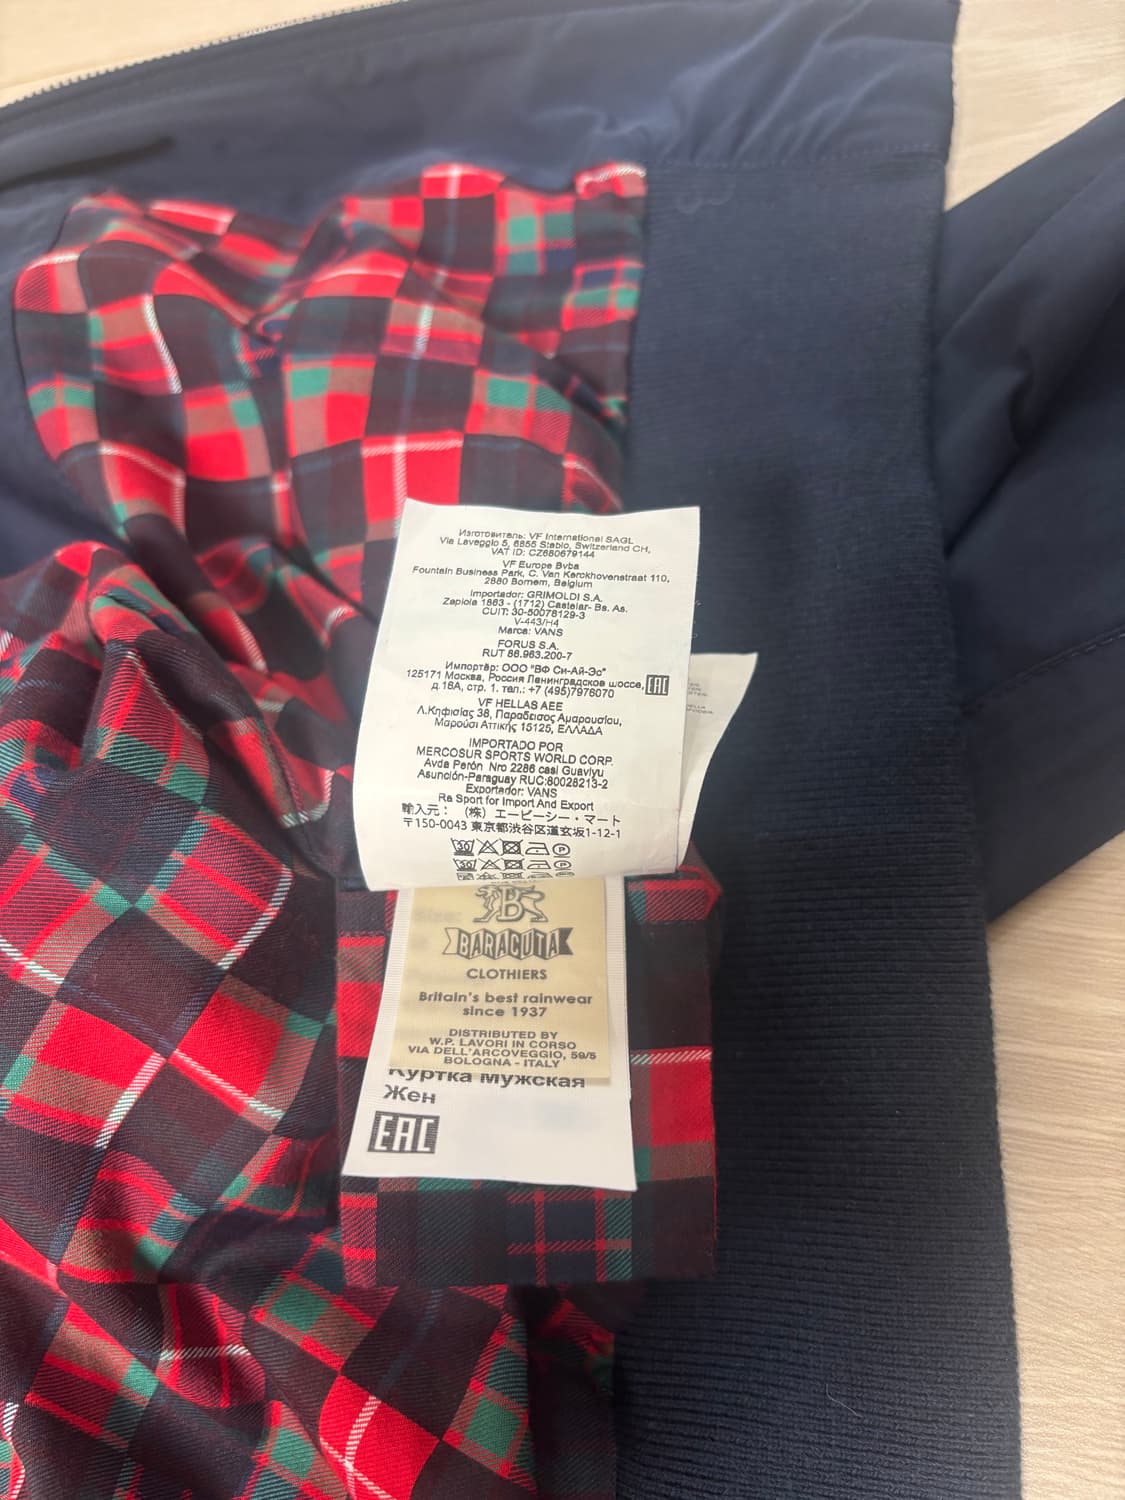 Изготовитель: VF International SAGL
Via Laveggio 5, 6855 Stabio, Switzerland CH,
VAT ID: CZ680679144
VF Europe Bvba
Fountain Business Park, C. Van Kerckhovenstraat 110,
2880 Bornem, Belgium
Importador: GRIMOLDI S.A.
Zapiola 1863 - (1712) Castelar- Bs. As.
CUIT: 30-50078129-3
V-443/H4
Marca: VANS
FORUS S.A.
RUT 86.963.200-7
Импортёр: ООО "ВФ Си-Ай-Эс"
125171 Москва, Россия Ленинградское шоссе,
д.16А, стр. 1. тел.: +7 (495)7976070
EAC
VF HELLAS AEE
Λ.Κηφισίας 38, Παραδεισος Αμαρουσίου,
Μαρούσι Αττικής 15125, ΕΛΛΑΔΑ
IMPORTADO POR
MERCOSUR SPORTS WORLD CORP.
Avda Perón Nro 2286 casi Guaviyu
Asunción-Paraguay RUC:80028213-2
Exportador: VANS
Ra Sport for Import And Export
輸入元： （株）エービーシー・マート
〒150-0043 東京都渋谷区道玄坂1-12-1
B
BARACUTA
CLOTHIERS
Britain's best rainwear
since 1937
DISTRIBUTED BY
W.P. LAVORI IN CORSO
VIA DELL'ARCOVEGGIO, 59/5
BOLOGNA - ITALY
Куртка мужская
Жен
EAC